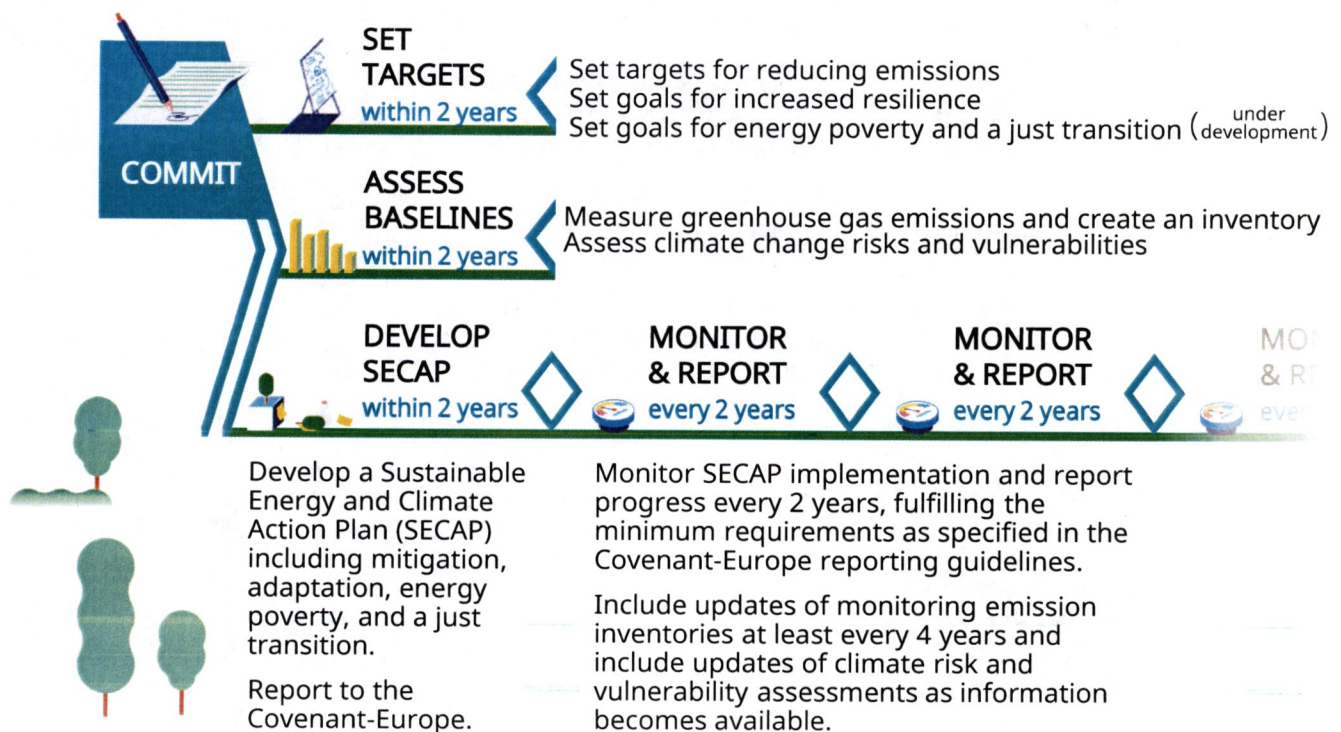 COMMIT
SET
TARGETS
within 2 years
Set targets for reducing emissions
Set goals for increased resilience
Set goals for energy poverty and a just transition (under development)
ASSESS
BASELINES
within 2 years
Measure greenhouse gas emissions and create an inventory
Assess climate change risks and vulnerabilities
DEVELOP
SECAP
within 2 years
MONITOR
& REPORT
every 2 years
MONITOR
& REPORT
every 2 years
Develop a Sustainable
Energy and Climate
Action Plan (SECAP)
including mitigation,
adaptation, energy
poverty, and a just
transition.
Report to the
Covenant-Europe.
Monitor SECAP implementation and report
progress every 2 years, fulfilling the
minimum requirements as specified in the
Covenant-Europe reporting guidelines.
Include updates of monitoring emission
inventories at least every 4 years and
include updates of climate risk and
vulnerability assessments as information
becomes available.